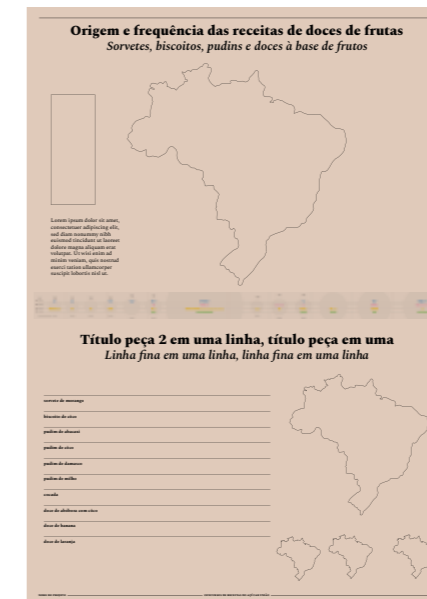 Origem e frequência das receitas de doces de frutas
Sorvetes, biscoitos, pudins e doces à base de frutos
Lorem ipsum dolor sit amet,
consectetuer adipiscing elit,
sed diam nonummy nibh
euismod tincidunt ut laoreet
dolore magna aliquam erat
volutpat. Ut wisi enim ad
minim veniam, quis nostrud
exerci tation ullamcorper
suscipit lobortis nisl ut.
Título peça 2 em uma linha, título peça em uma
Linha fina em uma linha, linha fina em uma linha
sorvete de morango
biscoito de côco
pudim de abacaxi
pudim de côco
pudim de damasco
pudim de milho
cocada
doce de abóbora com côco
doce de banana
doce de laranja